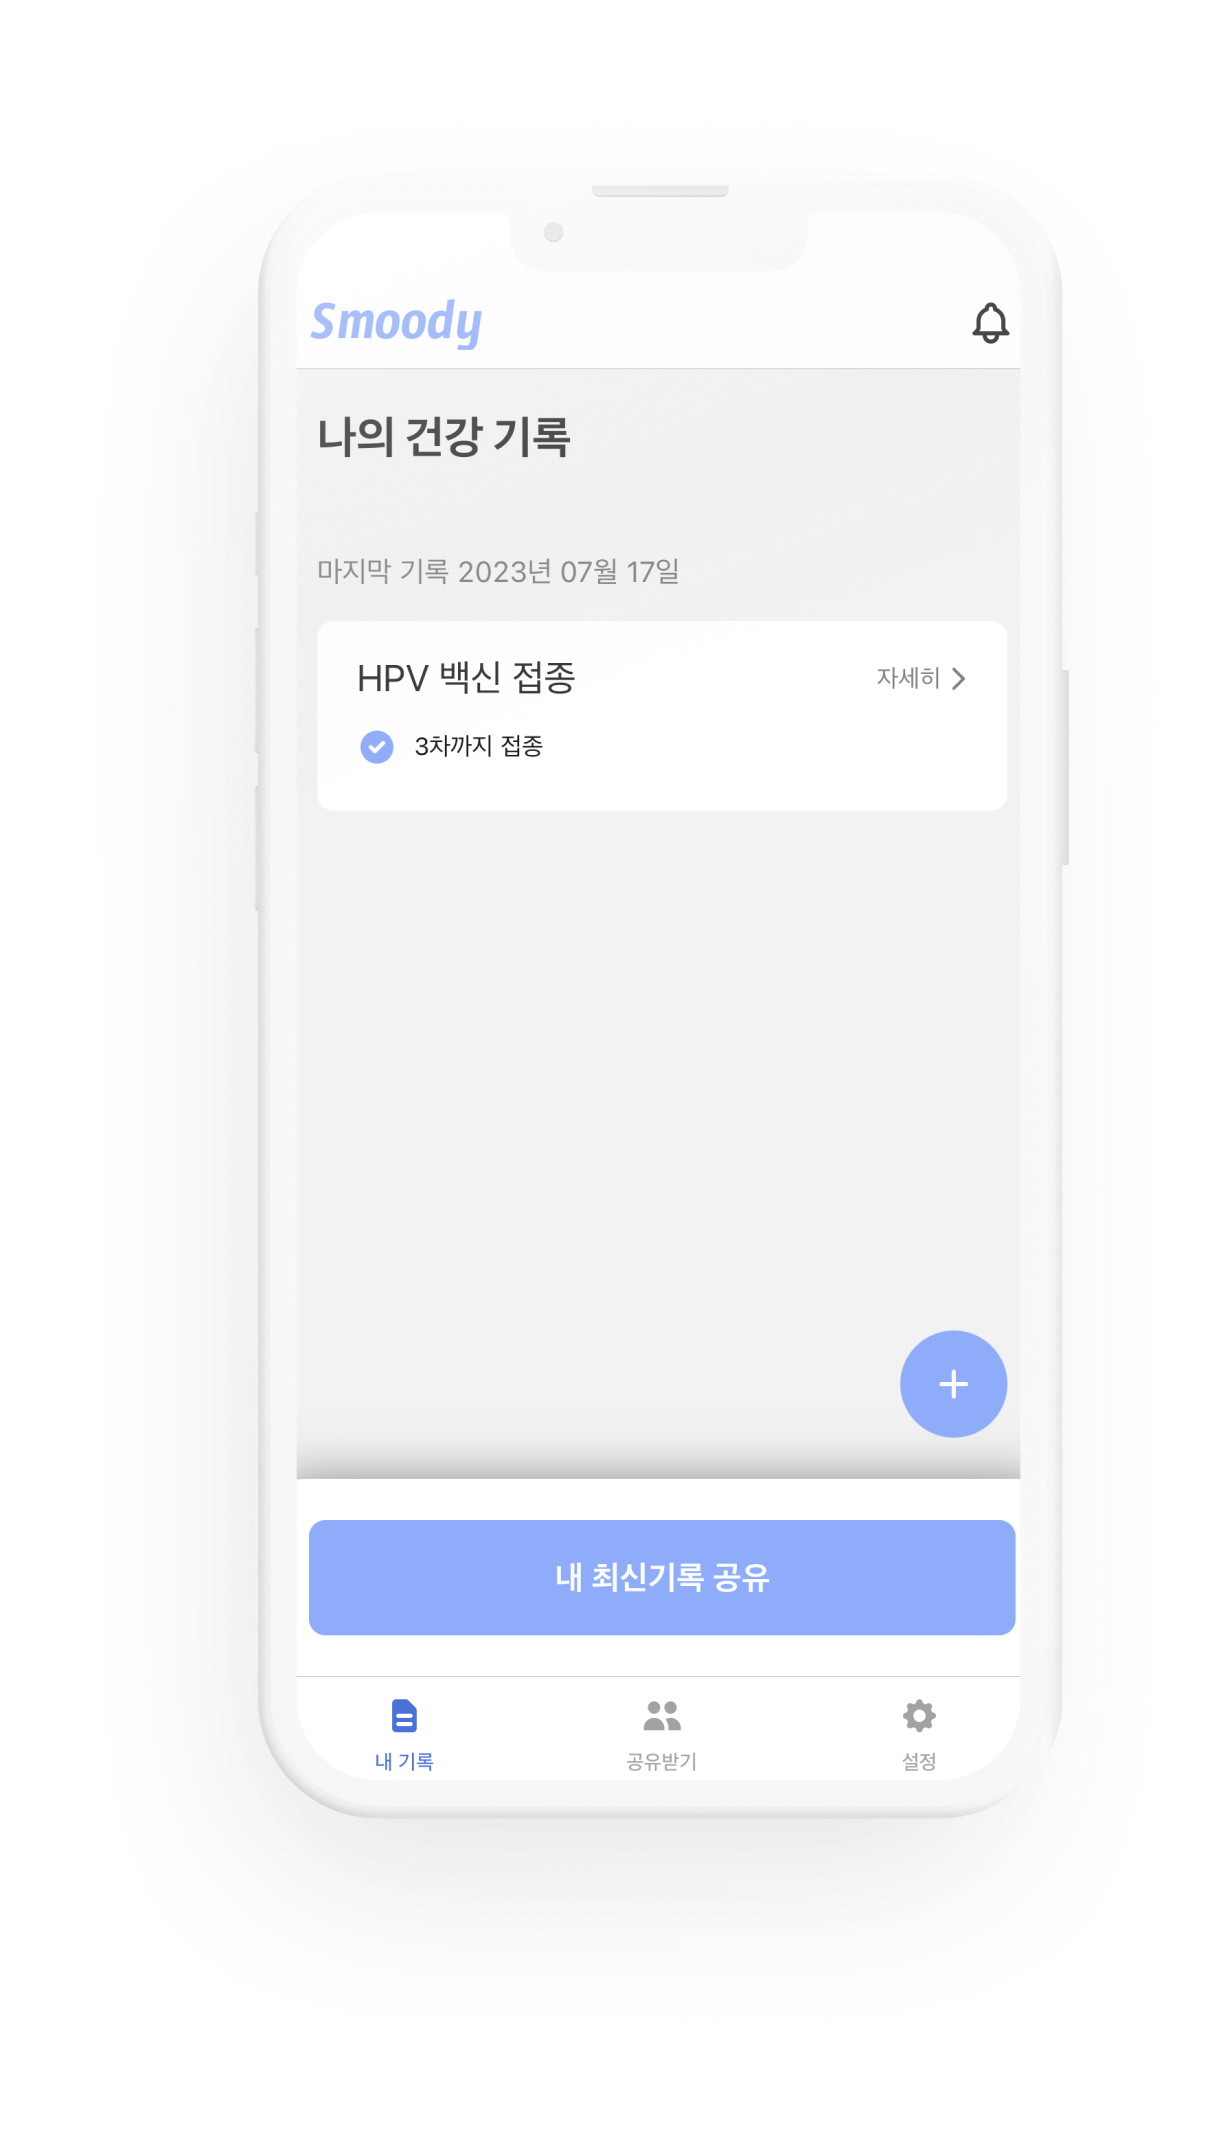 Smoody
나의 건강 기록
마지막 기록 2023년 07월 17일
HPV 백신 접종
자세히
3차까지 접종
내 최신기록 공유
내 기록
공유받기
설정